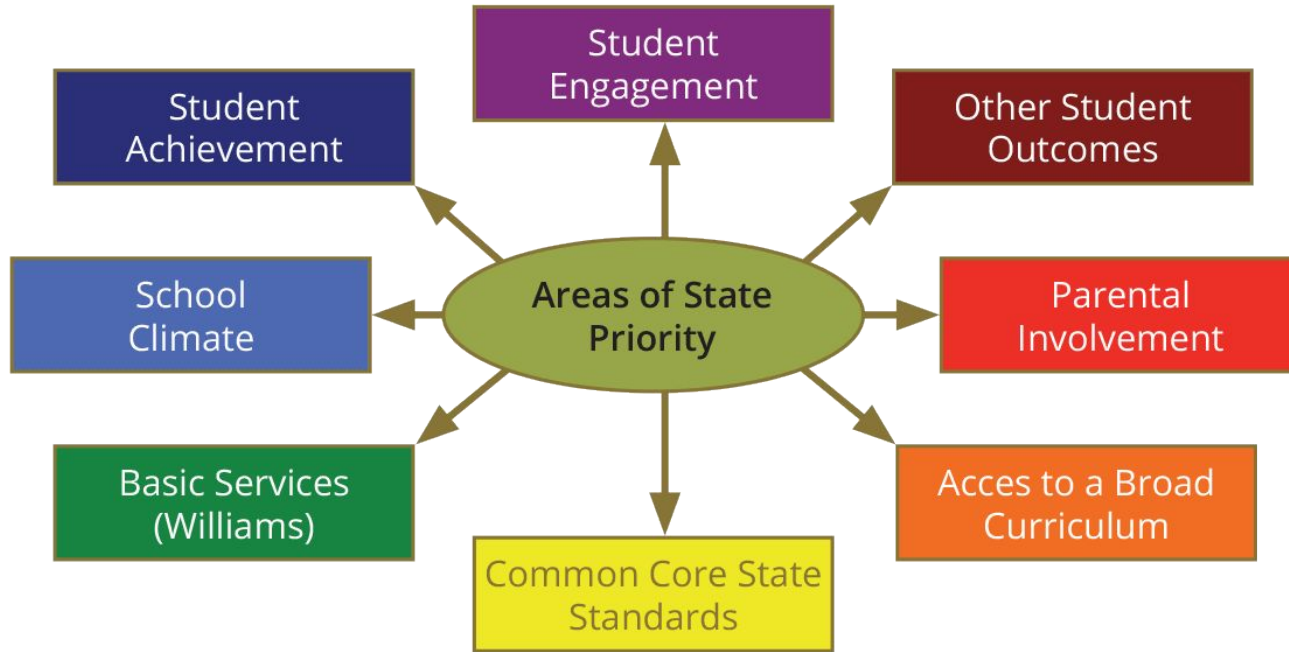 Student
Engagement
Student
Achievement
Other Student
Outcomes
School
Climate
Areas of State
Priority
Parental
Involvement
Basic Services
(Williams)
Acces to a Broad
Curriculum
Common Core State
Standards